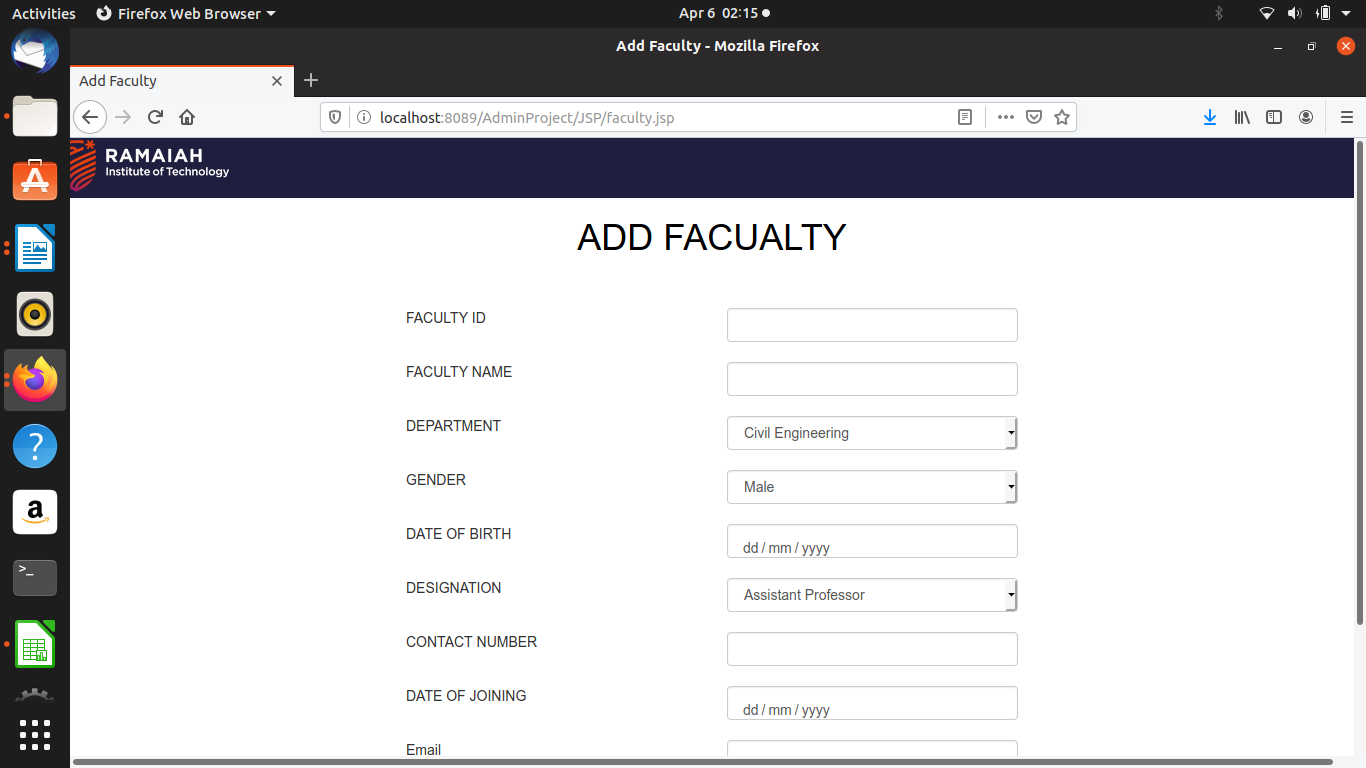 Activities Firefox Web Browser Apr 6 02:15
Add Faculty - Mozilla Firefox
Add Faculty
localhost:8089/AdminProject/JSP/faculty.jsp
RAMAIAH
Institute of Technology
ADD FACUALTY
FACULTY ID
FACULTY NAME
DEPARTMENT Civil Engineering
GENDER Male
DATE OF BIRTH dd / mm / yyyy
DESIGNATION Assistant Professor
CONTACT NUMBER
DATE OF JOINING dd / mm / yyyy
Email